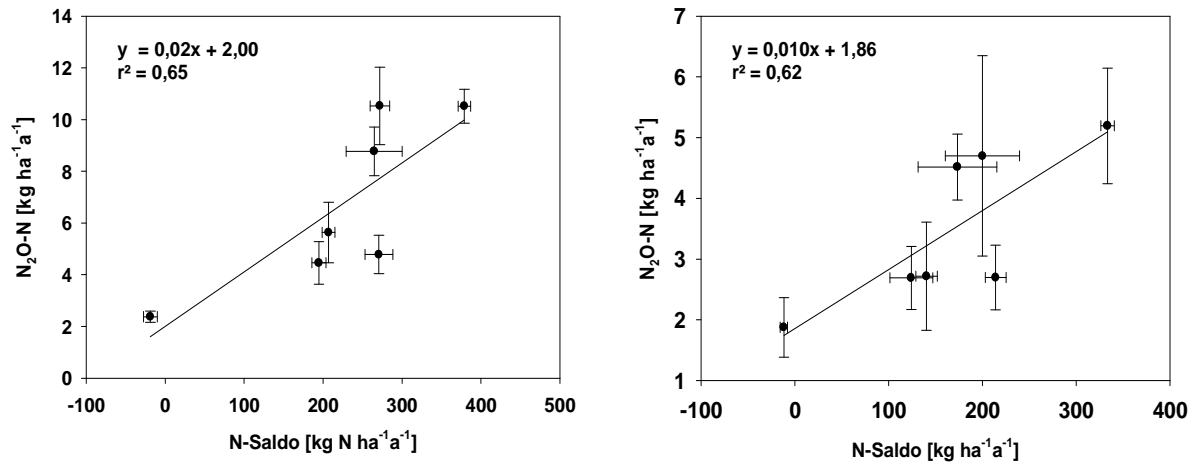 y = 0,02x + 2,00
r² = 0,65
N₂O-N [kg ha⁻¹a⁻¹]
14
12
10
8
6
4
2
0
-100 0 100 200 300 400 500
N-Saldo [kg N ha⁻¹a⁻¹]
y = 0,010x + 1,86
r² = 0,62
N₂O-N [kg ha⁻¹a⁻¹]
7
6
5
4
3
2
1
-100 0 100 200 300 400
N-Saldo [kg ha⁻¹a⁻¹]